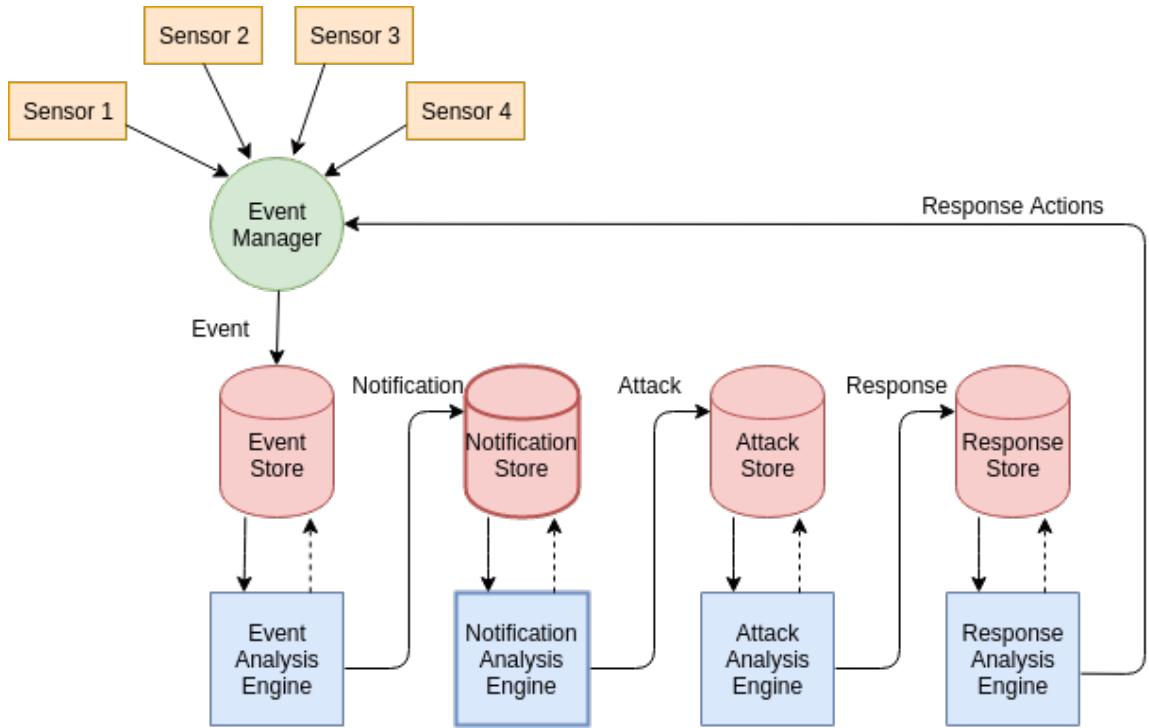 Sensor 2
Sensor 3
Sensor 1
Sensor 4
Event
Manager
Response Actions
Event
Notification
Attack
Response
Event
Store
Notification
Store
Attack
Store
Response
Store
Event
Analysis
Engine
Notification
Analysis
Engine
Attack
Analysis
Engine
Response
Analysis
Engine